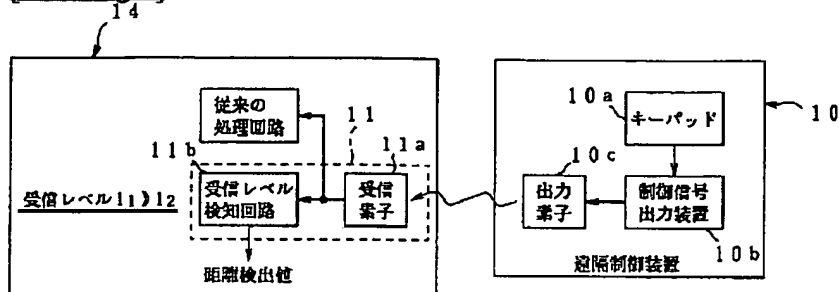 14
従来の
処理回路
11
11a
11b
受信レベル l1》l2
受信レベル
検知回路
受信
素子
距離検出値
10a
キーパッド
10
10c
出力
素子
制御信号
出力装置
10b
遠隔制御装置